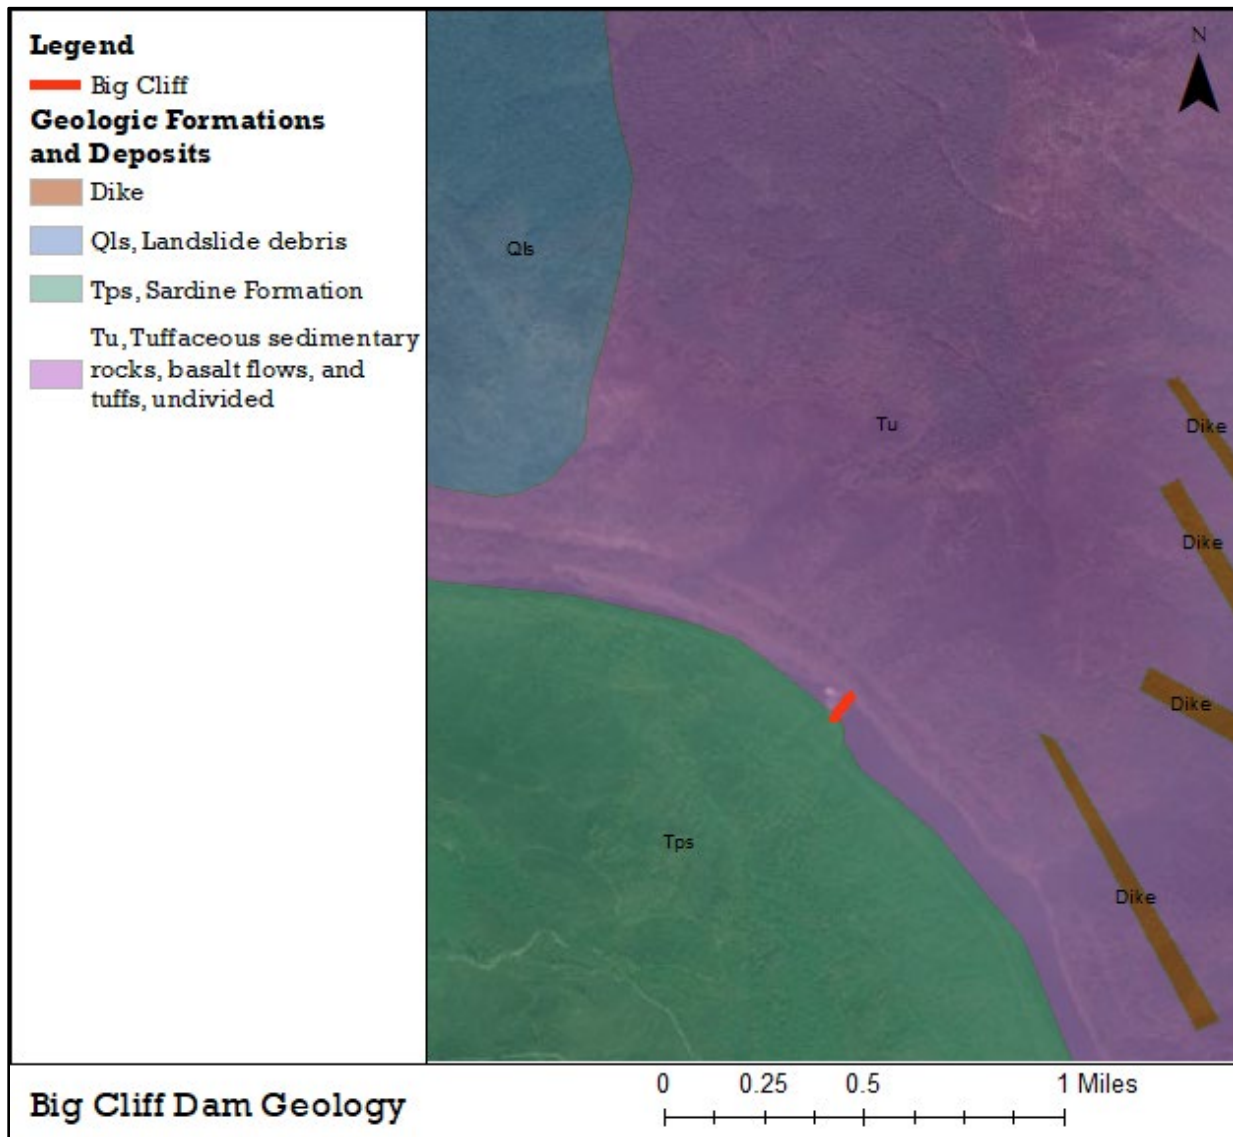 Legend
Big Cliff
Geologic Formations
and Deposits
Dike
Qls, Landslide debris
Tps, Sardine Formation
Tu, Tuffaceous sedimentary
rocks, basalt flows, and
tuffs, undivided
N
Qls
Tu
Dike
Dike
Dike
Tps
Dike
Big Cliff Dam Geology
0 0.25 0.5 1 Miles